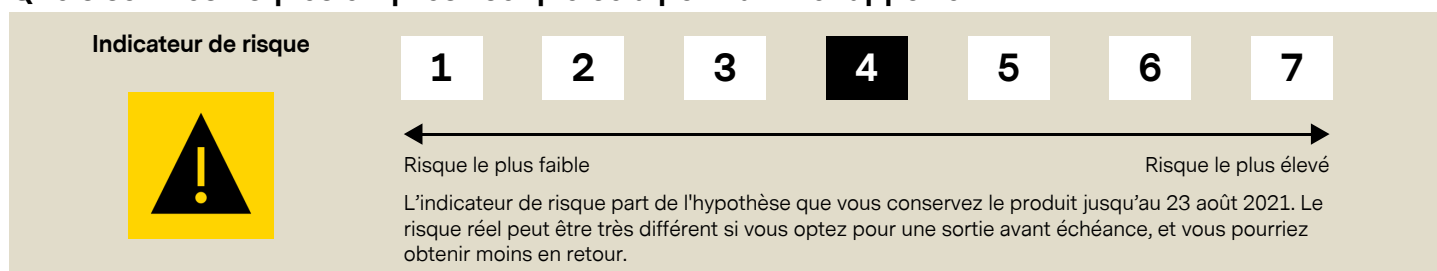 Indicateur de risque
1 2 3 4 5 6 7
Risque le plus faible Risque le plus élevé
L'indicateur de risque part de l'hypothèse que vous conservez le produit jusqu'au 23 août 2021. Le
risque réel peut être très différent si vous optez pour une sortie avant échéance, et vous pourriez
obtenir moins en retour.